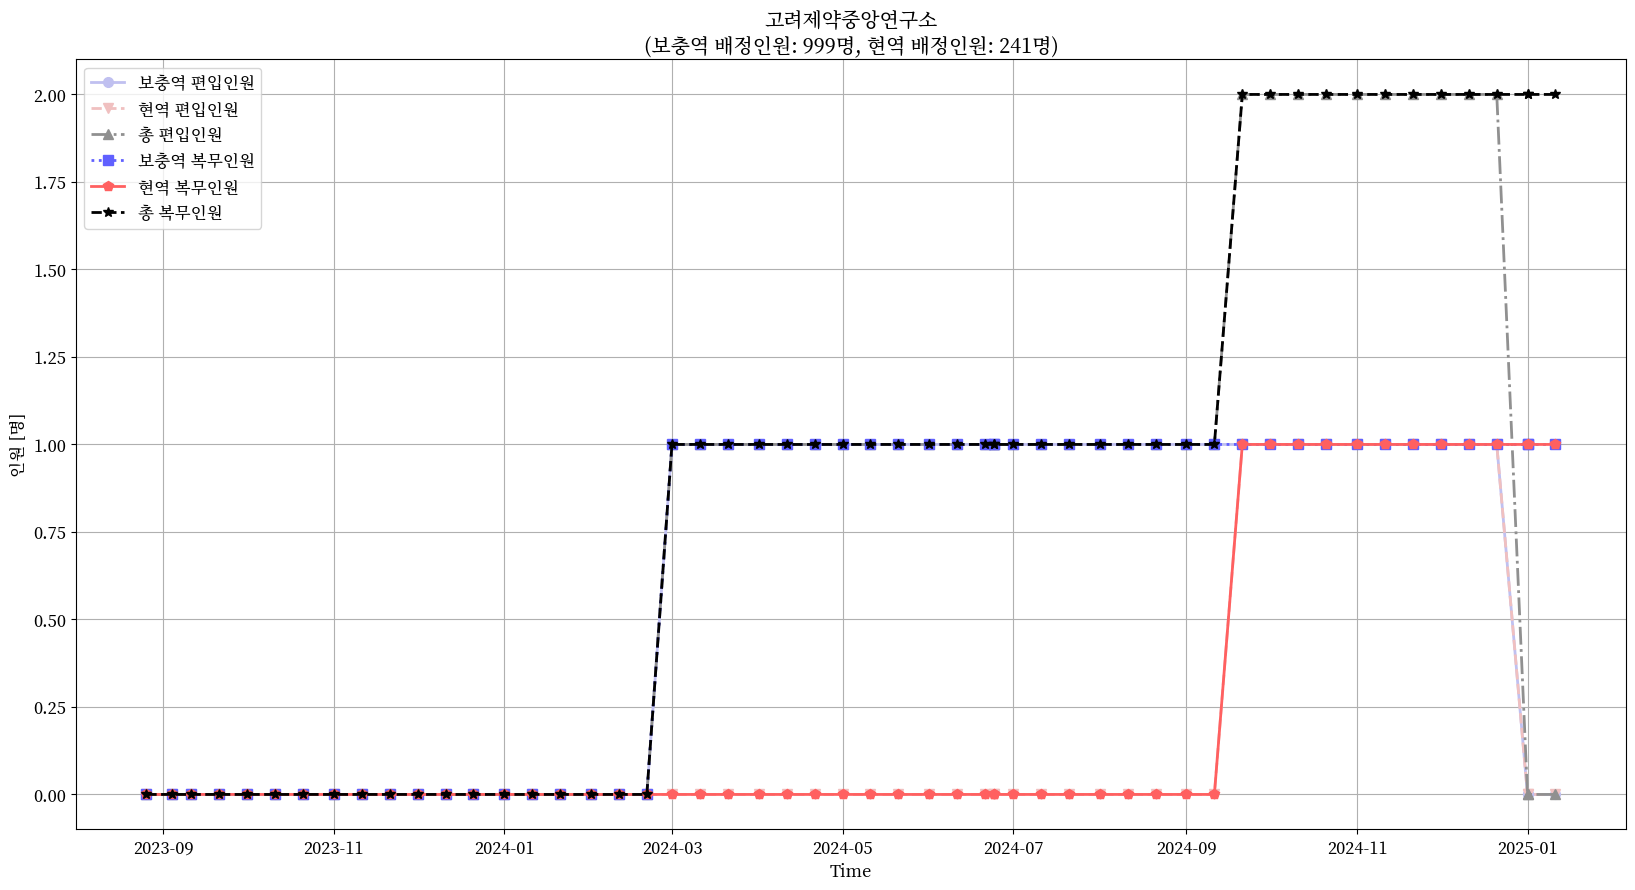 고려제약중앙연구소
(보충역 배정인원: 999명, 현역 배정인원: 241명)
보충역 편입인원
현역 편입인원
총 편입인원
보충역 복무인원
현역 복무인원
총 복무인원
2.00
1.75
1.50
1.25
1.00
0.75
0.50
0.25
0.00
인원 [명]
2023-09
2023-11
2024-01
2024-03
2024-05
2024-07
2024-09
2024-11
2025-01
Time